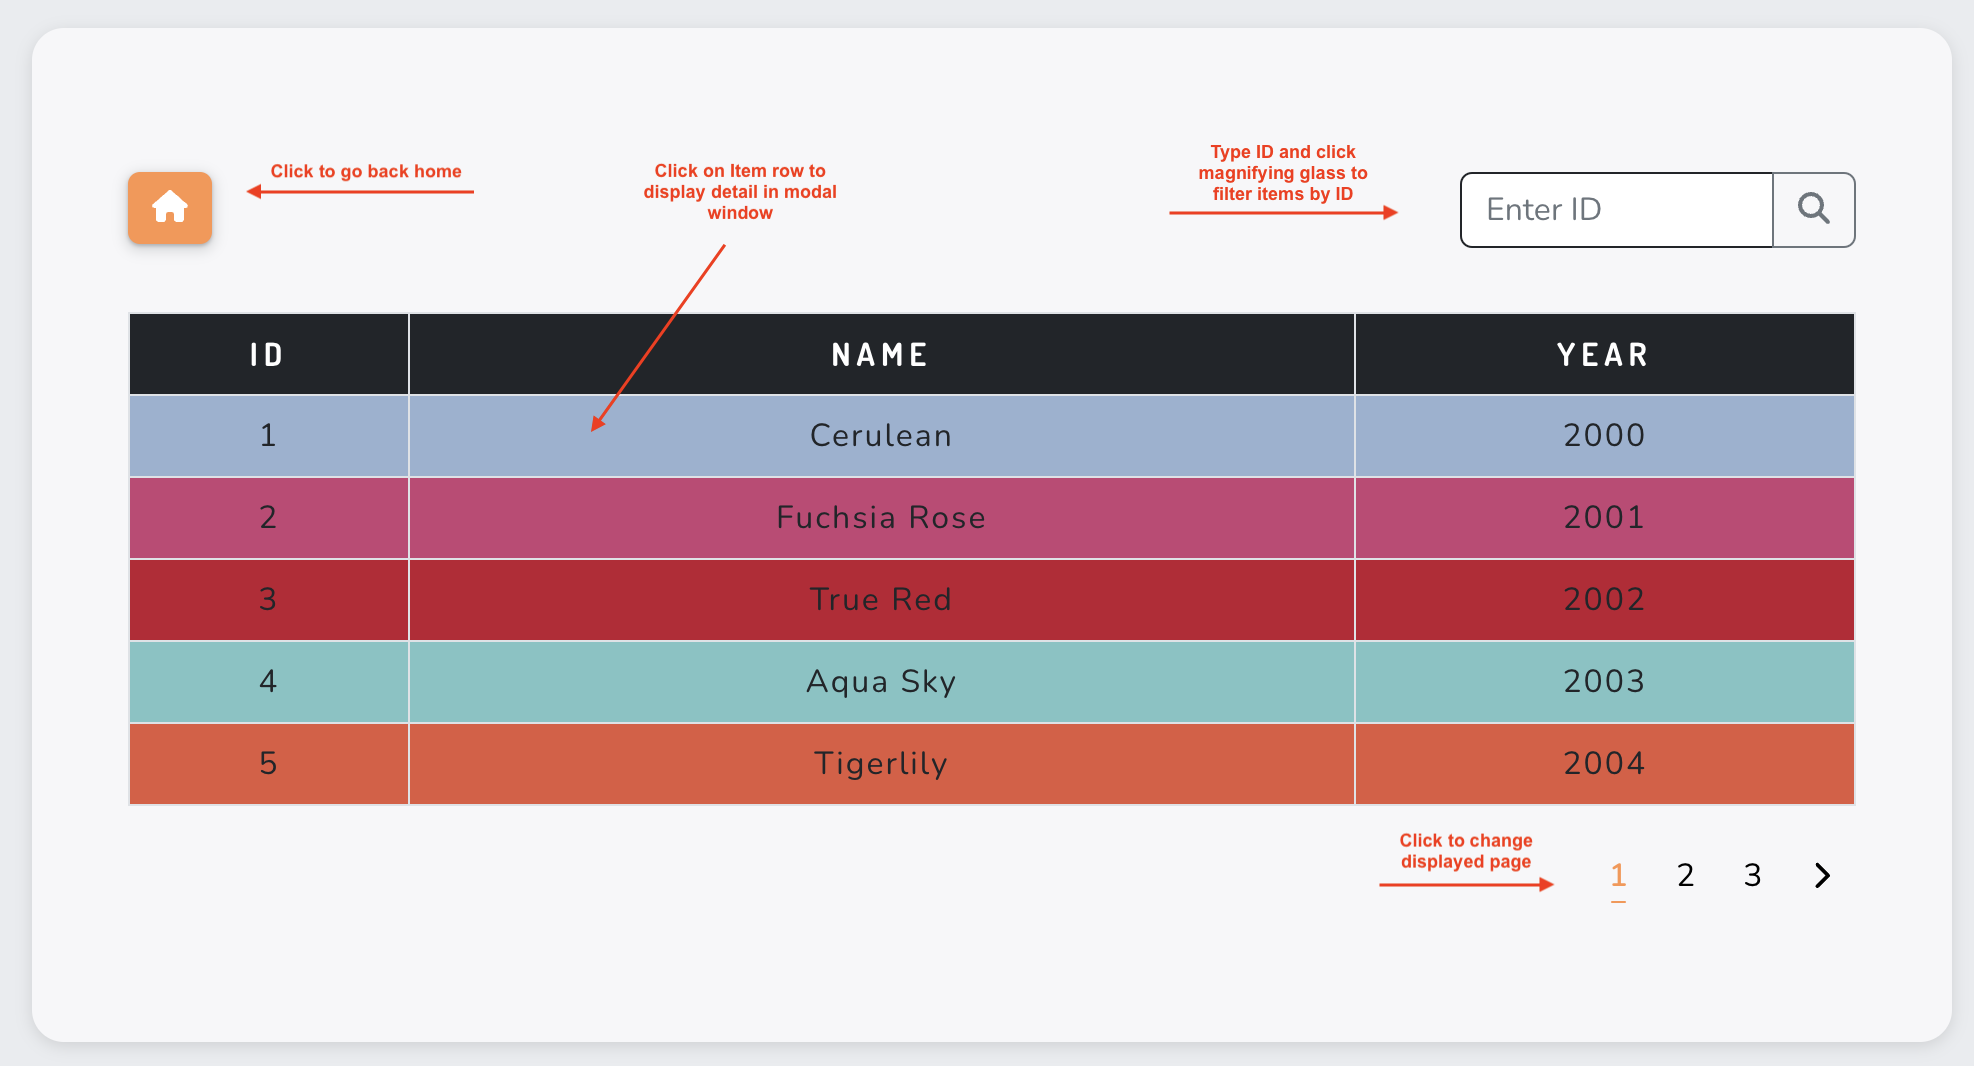 Click to go back home
Click on Item row to
display detail in modal
window
Type ID and click
magnifying glass to
filter items by ID
Enter ID
ID NAME YEAR
1 Cerulean 2000
2 Fuchsia Rose 2001
3 True Red 2002
4 Aqua Sky 2003
5 Tigerlily 2004
Click to change
displayed page
1 2 3